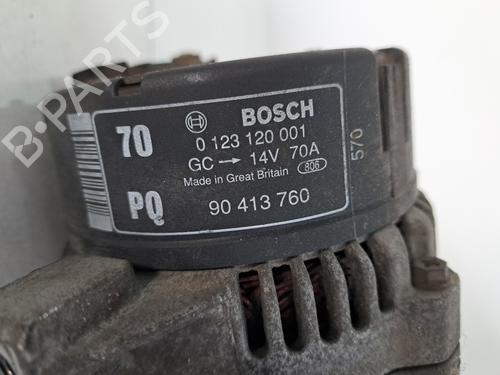 B-PARTS
70
BOSCH
0 123 120 001
GC → 14V 70A
Made in Great Britain 806
PQ
90 413 760
570